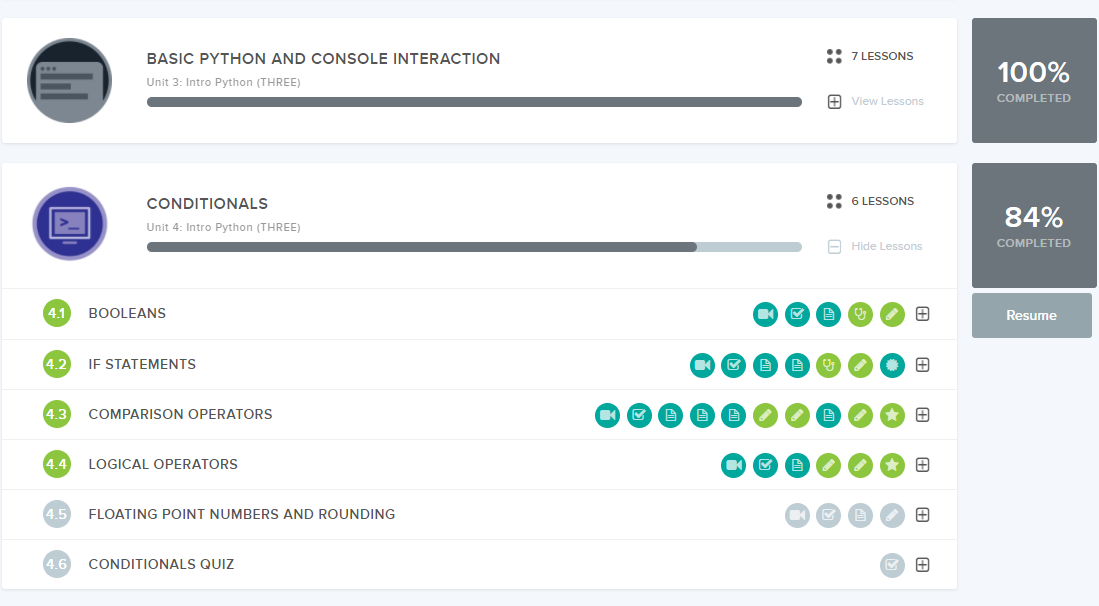 BASIC PYTHON AND CONSOLE INTERACTION
Unit 3: Intro Python (THREE)
7 LESSONS
View Lessons
100%
COMPLETED
CONDITIONALS
Unit 4: Intro Python (THREE)
6 LESSONS
Hide Lessons
84%
COMPLETED
Resume
4.1 BOOLEANS
4.2 IF STATEMENTS
4.3 COMPARISON OPERATORS
4.4 LOGICAL OPERATORS
4.5 FLOATING POINT NUMBERS AND ROUNDING
4.6 CONDITIONALS QUIZ